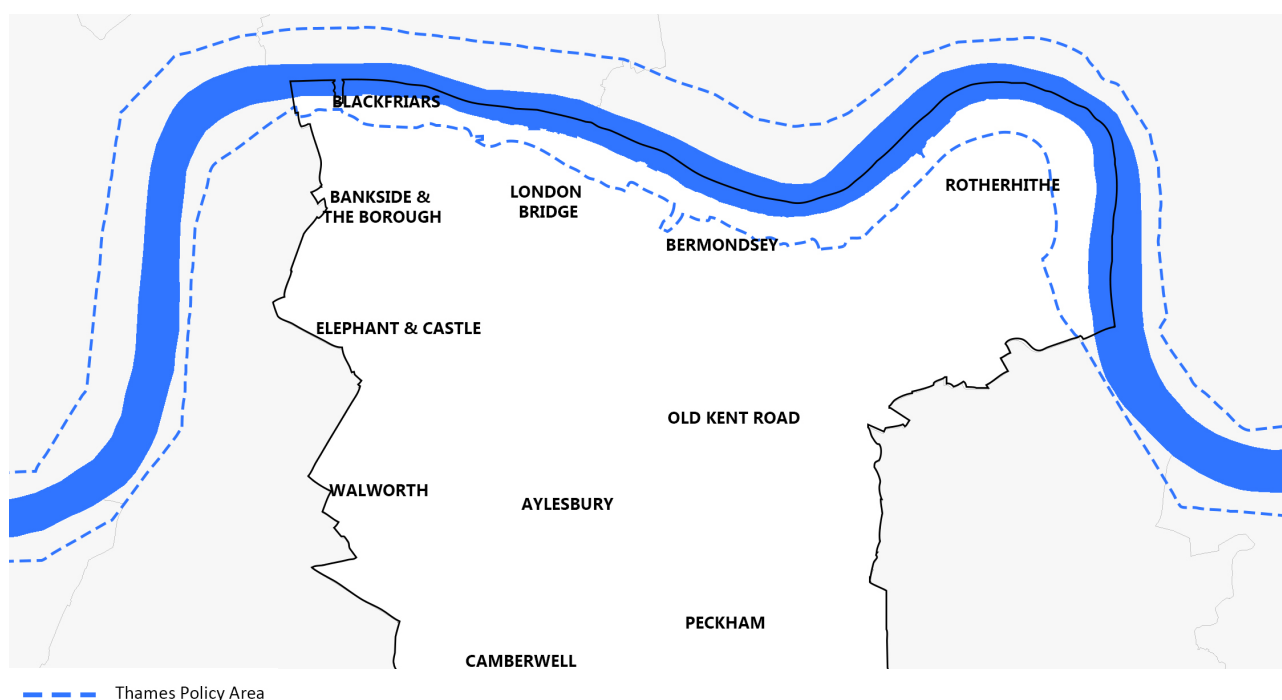 BLACKFRIARS
BANKSIDE &
THE BOROUGH
LONDON
BRIDGE
ROTHERHITHE
BERMONDSEY
ELEPHANT & CASTLE
OLD KENT ROAD
WALWORTH
AYLESBURY
PECKHAM
CAMBERWELL
Thames Policy Area